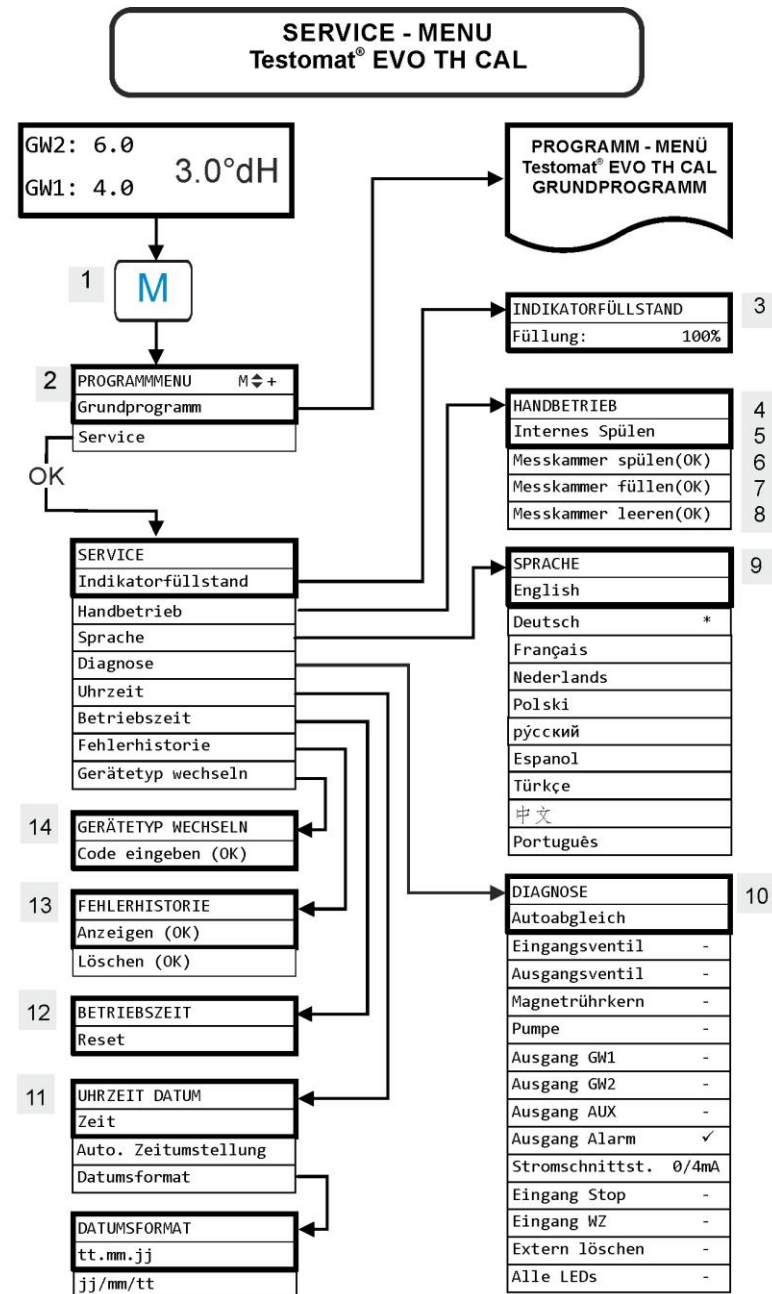 SERVICE - MENU
Testomat® EVO TH CAL
GW2: 6.0
3.0°dH
GW1: 4.0
PROGRAMM - MENÜ
Testomat® EVO TH CAL
GRUNDPROGRAMM
1
M
2
PROGRAMMMENU M♦+
Grundprogramm
Service
OK
INDIKATORFÜLLSTAND 3
Füllung: 100%
HANDBETRIEB 4
Internes Spülen 5
Messkammer spülen(OK) 6
Messkammer füllen(OK) 7
Messkammer leeren(OK) 8
SERVICE
Indikatorfüllstand
Handbetrieb
Sprache
Diagnose
Uhrzeit
Betriebszeit
Fehlerhistorie
Gerätetyp wechseln
SPRACHE 9
English
Deutsch *
Français
Nederlands
Polski
рýсский
Espanol
Türkçe
中文
Português
14
GERÄTETYP WECHSELN
Code eingeben (OK)
13
FEHLERHISTORIE
Anzeigen (OK)
Löschen (OK)
12
BETRIEBSZEIT
Reset
11
UHRZEIT DATUM
Zeit
Auto. Zeitumstellung
Datumsformat
DATUMSFORMAT
tt.mm.jj
jj/mm/tt
DIAGNOSE 10
Autoabgleich
Eingangsventil -
Ausgangsventil -
Magnetrührkern -
Pumpe -
Ausgang GW1 -
Ausgang GW2 -
Ausgang AUX -
Ausgang Alarm ✓
Stromschnittst. 0/4mA
Eingang Stop -
Eingang WZ -
Extern löschen -
Alle LEDs -